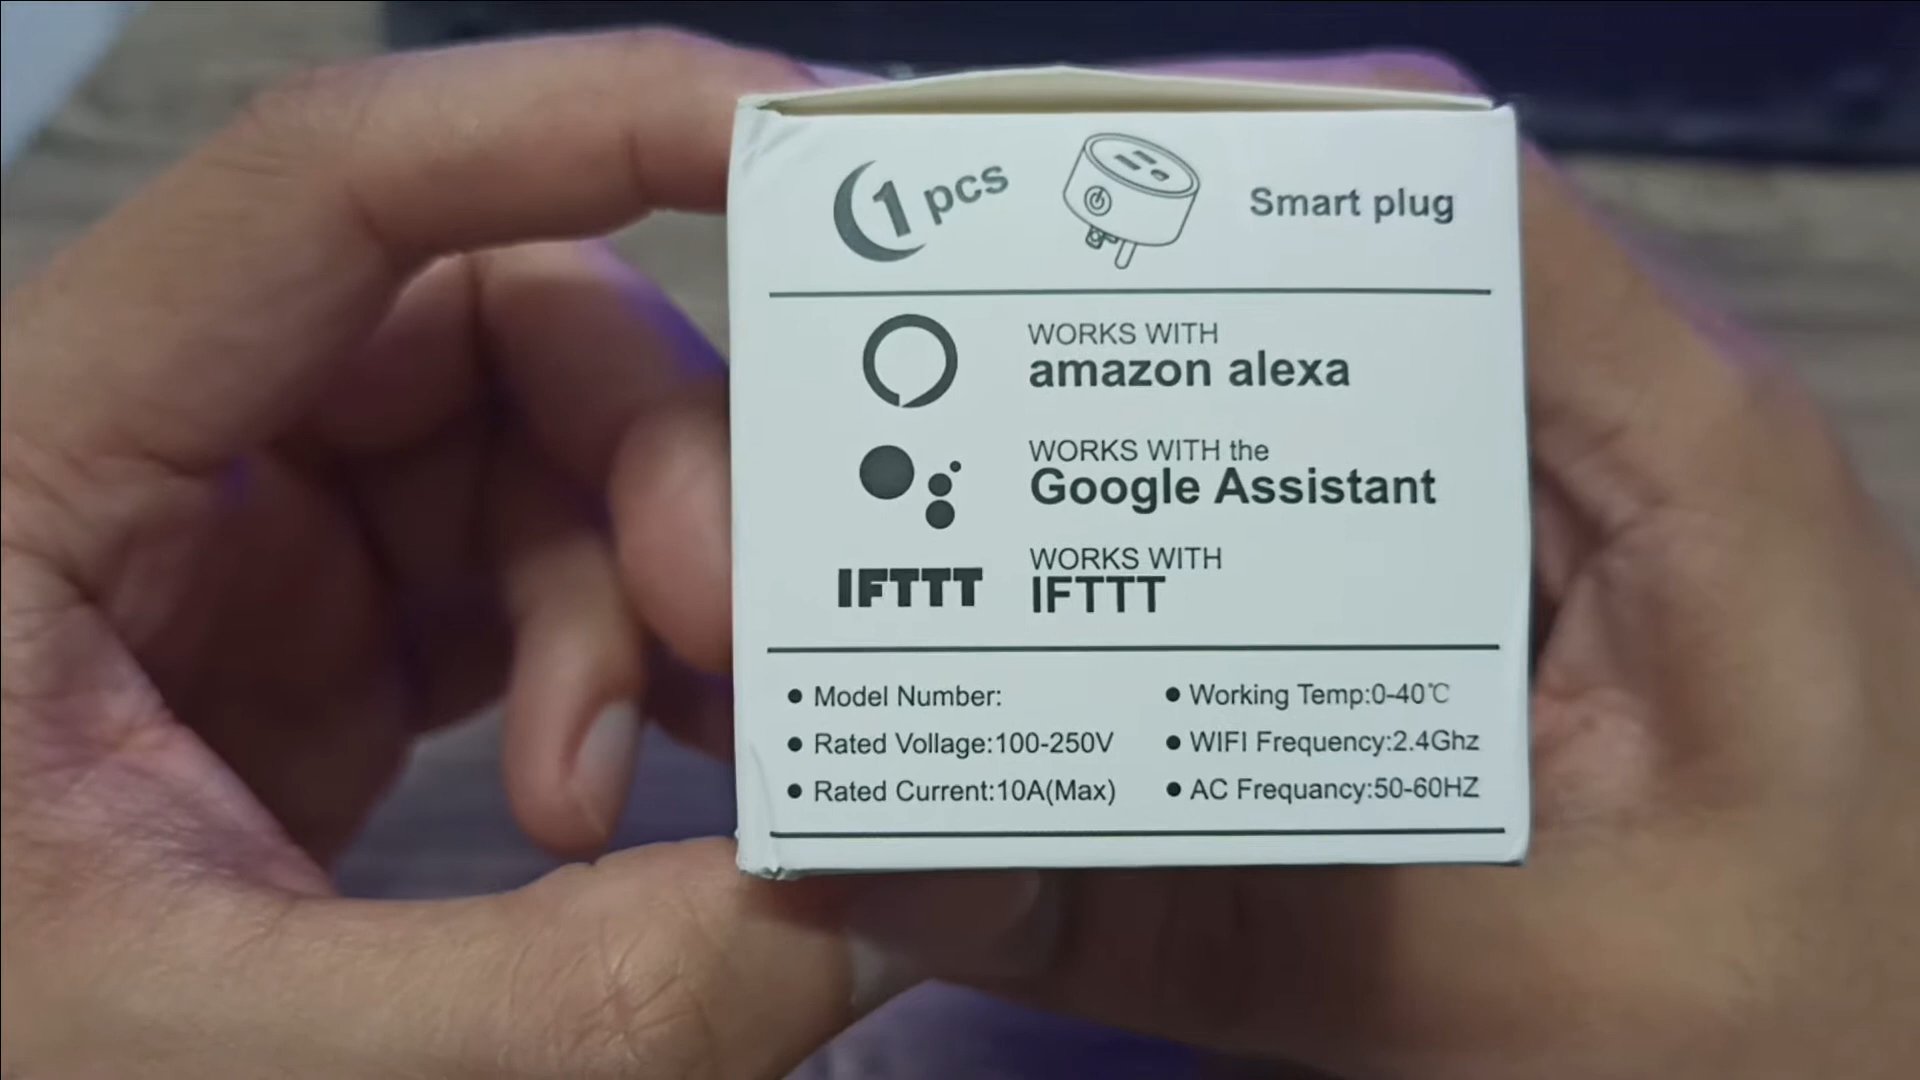 1 pcs
Smart plug
WORKS WITH
amazon alexa
WORKS WITH the
Google Assistant
IFTTT
WORKS WITH
IFTTT
Model Number:
Working Temp:0-40℃
Rated Vollage:100-250V
WIFI Frequency:2.4Ghz
Rated Current:10A(Max)
AC Frequancy:50-60HZ